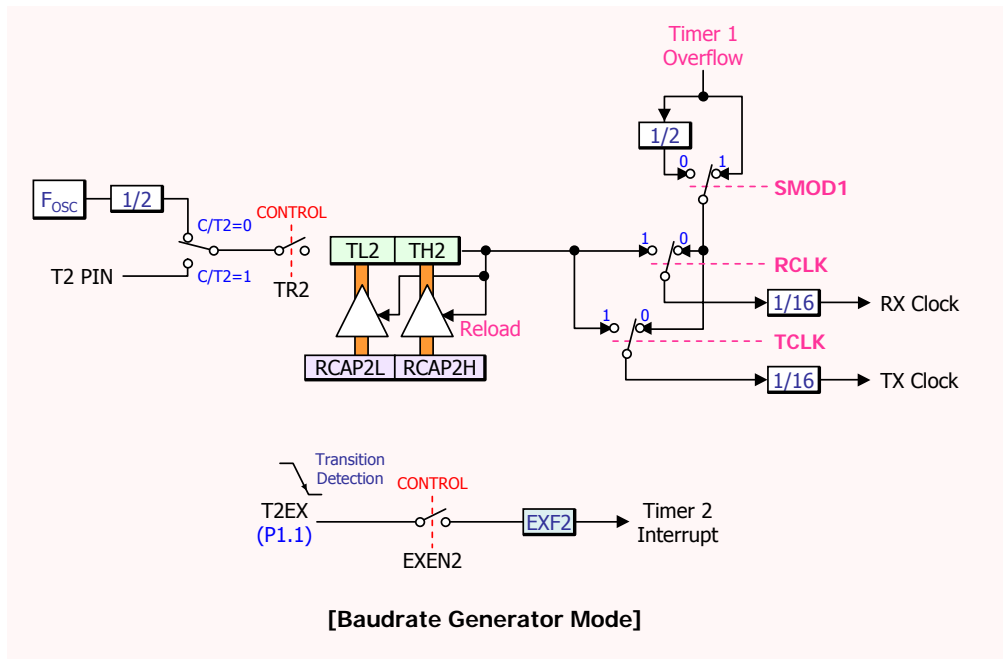 Timer 1
Overflow
1/2
0 1
SMOD1
F_OSC
1/2
C/T2=0
CONTROL
T2 PIN
C/T2=1
TR2
TL2 TH2
Reload
RCAP2L RCAP2H
1 0
RCLK
1/16
RX Clock
1 0
TCLK
1/16
TX Clock
Transition
Detection
T2EX
(P1.1)
CONTROL
EXEN2
EXF2
Timer 2
Interrupt
[Baudrate Generator Mode]